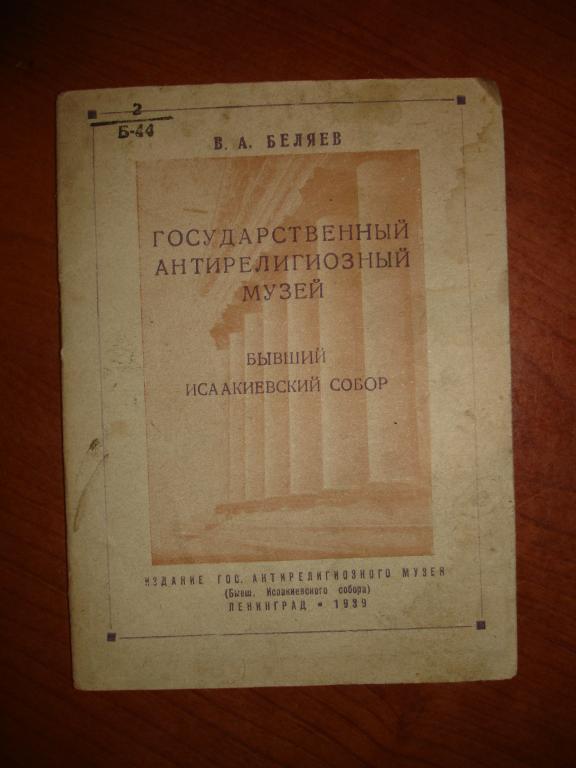 2
Б-44
В. А. БЕЛЯЕВ
ГОСУДАРСТВЕННЫЙ
АНТИРЕЛИГИОЗНЫЙ
МУЗЕЙ
БЫВШИЙ
ИСААКИЕВСКИЙ СОБОР
ИЗДАНИЕ ГОС. АНТИРЕЛИГИОЗНОГО МУЗЕЯ
(Бывш. Исаакиевского собора)
ЛЕНИНГРАД • 1939